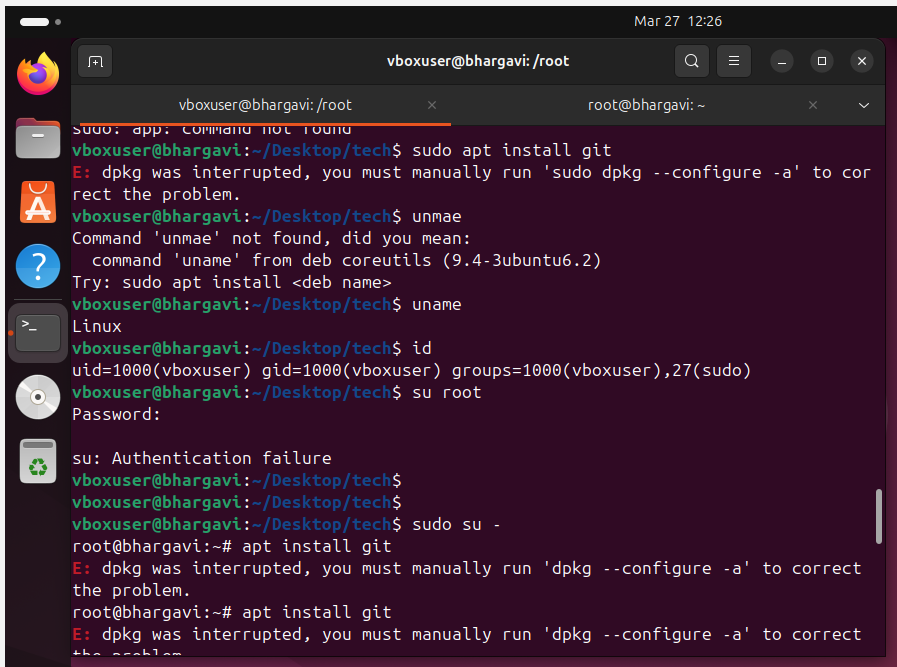 Mar 27 12:26
vboxuser@bhargavi: /root
vboxuser@bhargavi: /root
root@bhargavi: ~
sudo: app: command not found
vboxuser@bhargavi:~/Desktop/tech$ sudo apt install git
E: dpkg was interrupted, you must manually run 'sudo dpkg --configure -a' to cor
rect the problem.
vboxuser@bhargavi:~/Desktop/tech$ unmae
Command 'unmae' not found, did you mean:
  command 'uname' from deb coreutils (9.4-3ubuntu6.2)
Try: sudo apt install <deb name>
vboxuser@bhargavi:~/Desktop/tech$ uname
Linux
vboxuser@bhargavi:~/Desktop/tech$ id
uid=1000(vboxuser) gid=1000(vboxuser) groups=1000(vboxuser),27(sudo)
vboxuser@bhargavi:~/Desktop/tech$ su root
Password:
su: Authentication failure
vboxuser@bhargavi:~/Desktop/tech$
vboxuser@bhargavi:~/Desktop/tech$
vboxuser@bhargavi:~/Desktop/tech$ sudo su -
root@bhargavi:~# apt install git
E: dpkg was interrupted, you must manually run 'dpkg --configure -a' to correct
the problem.
root@bhargavi:~# apt install git
E: dpkg was interrupted, you must manually run 'dpkg --configure -a' to correct
the problem.